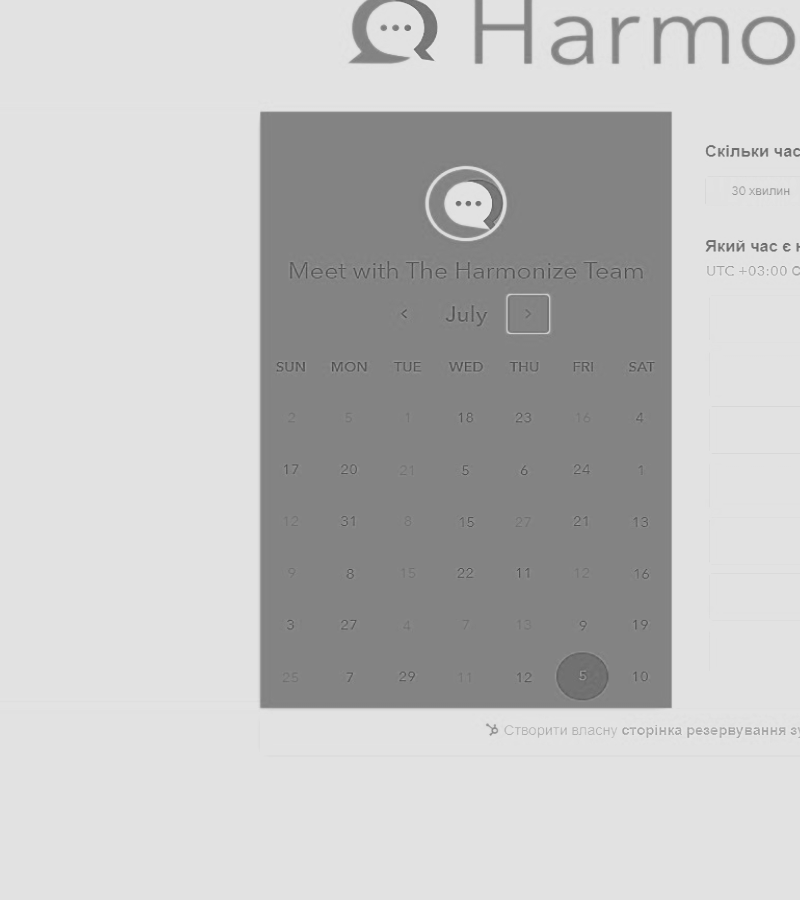 Harmo
Meet with The Harmonize Team
< July >
SUN MON TUE WED THU FRI SAT
2 5 1 18 23 16 4
17 20 21 5 6 24 1
12 31 8 15 27 21 13
9 8 15 22 11 12 16
3 27 4 7 13 9 19
25 7 29 11 12 5 10
Скільки час
30 хвилин
Який час є н
UTC +03:00 С
Створити власну сторінка резервування зу